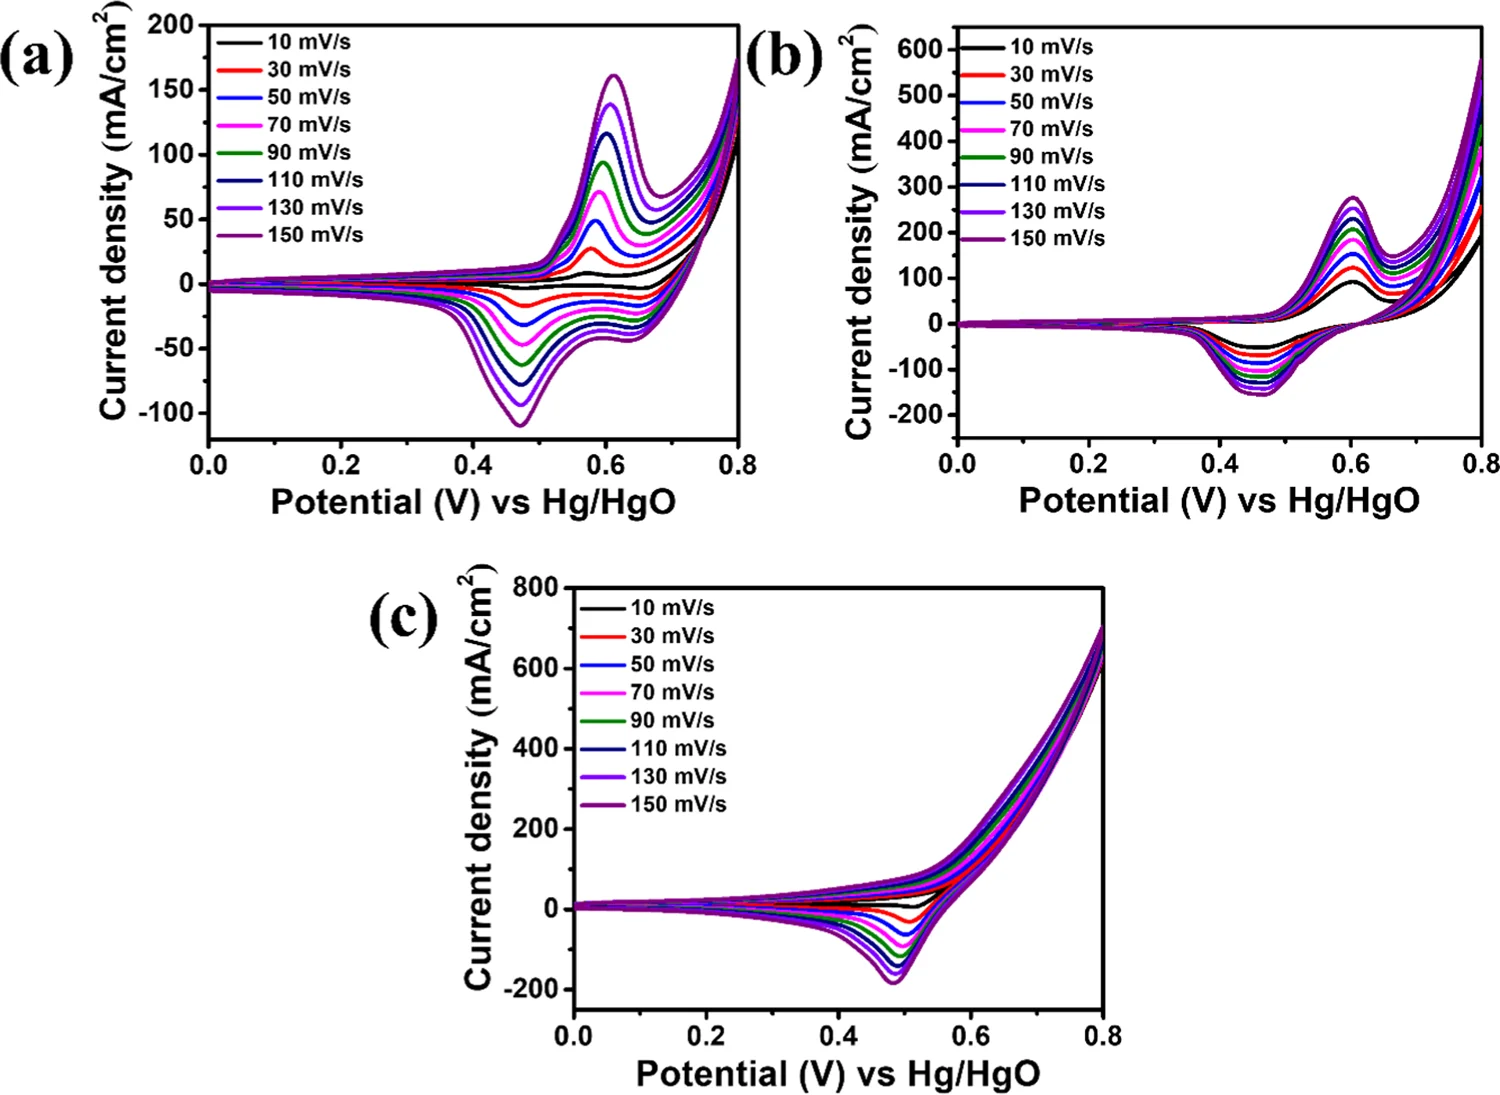 (a)
Current density (mA/cm²)
200
150
100
50
0
-50
-100
10 mV/s
30 mV/s
50 mV/s
70 mV/s
90 mV/s
110 mV/s
130 mV/s
150 mV/s
0.0 0.2 0.4 0.6 0.8
Potential (V) vs Hg/HgO
(b)
Current density (mA/cm²)
600
500
400
300
200
100
0
-100
-200
10 mV/s
30 mV/s
50 mV/s
70 mV/s
90 mV/s
110 mV/s
130 mV/s
150 mV/s
0.0 0.2 0.4 0.6 0.8
Potential (V) vs Hg/HgO
(c)
Current density (mA/cm²)
800
600
400
200
0
-200
10 mV/s
30 mV/s
50 mV/s
70 mV/s
90 mV/s
110 mV/s
130 mV/s
150 mV/s
0.0 0.2 0.4 0.6 0.8
Potential (V) vs Hg/HgO